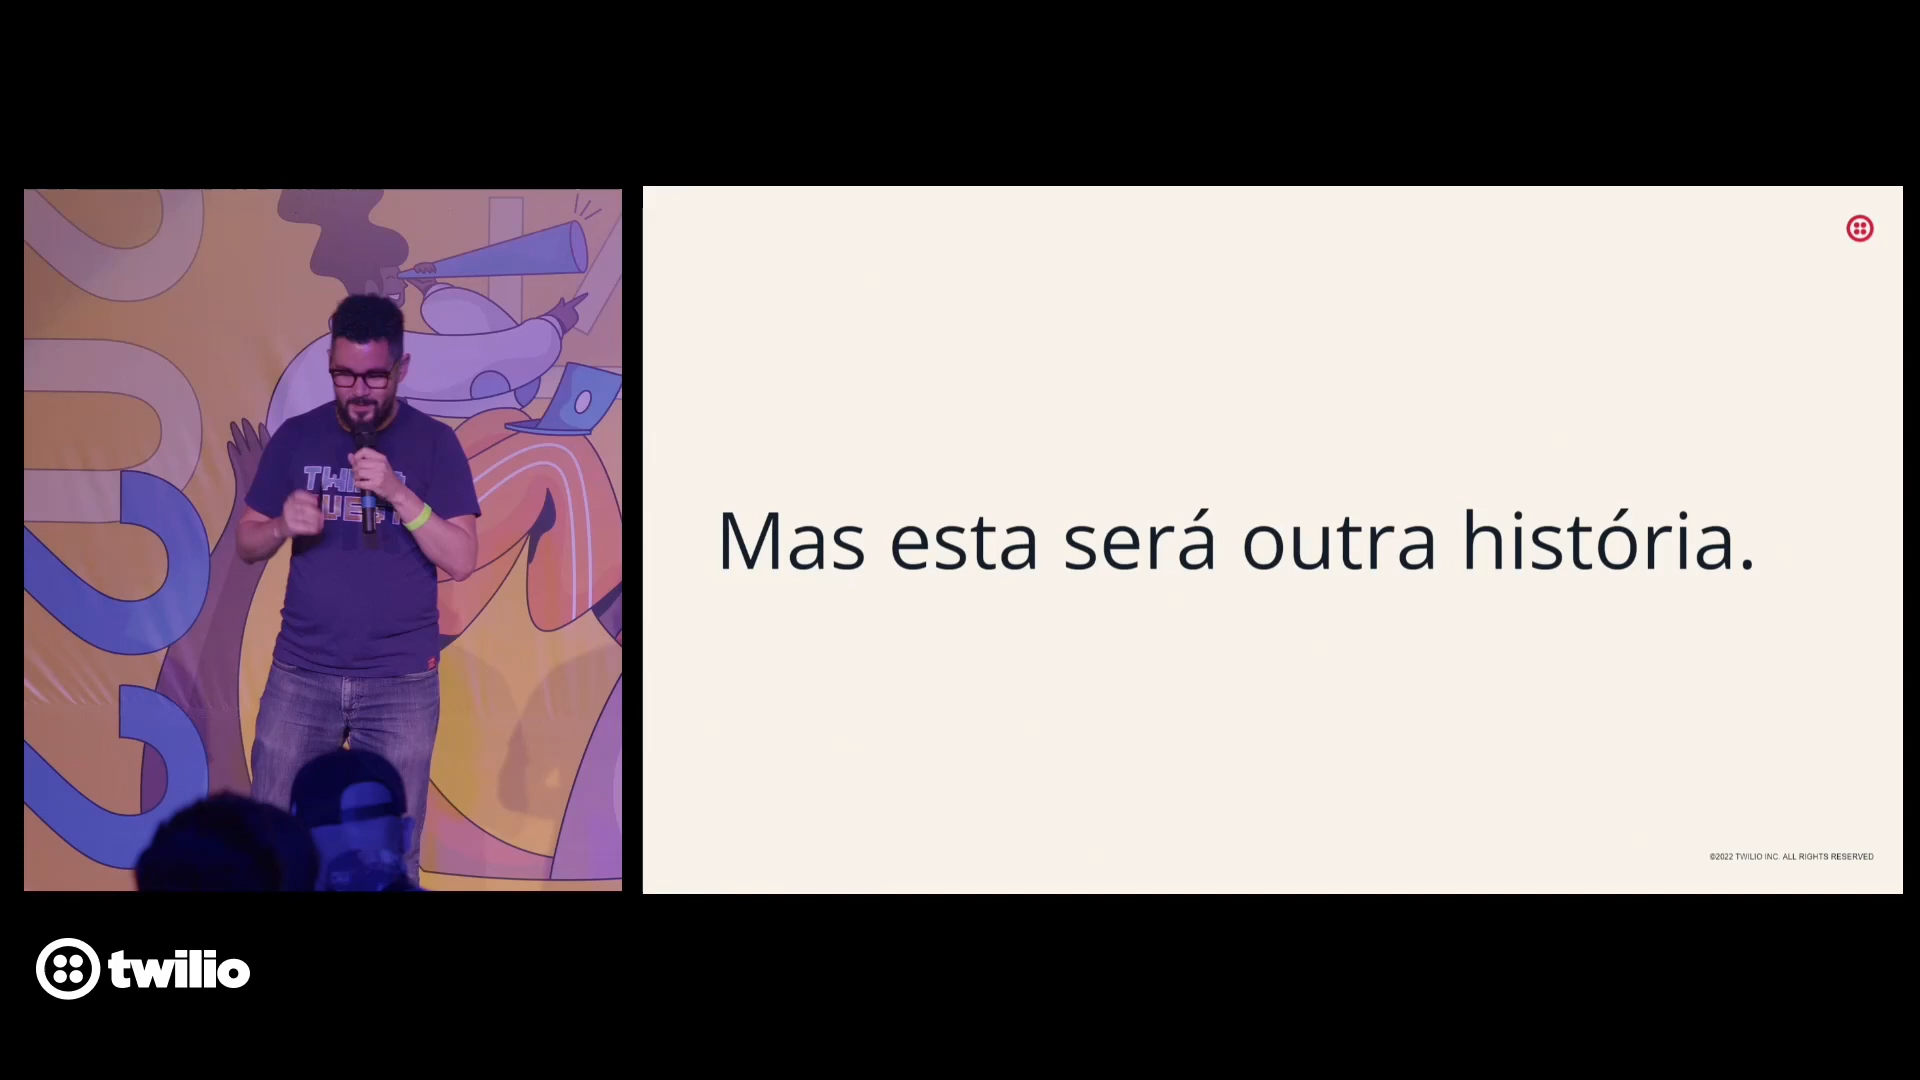 Mas esta será outra história.
©2022 TWILIO INC. ALL RIGHTS RESERVED
twilio